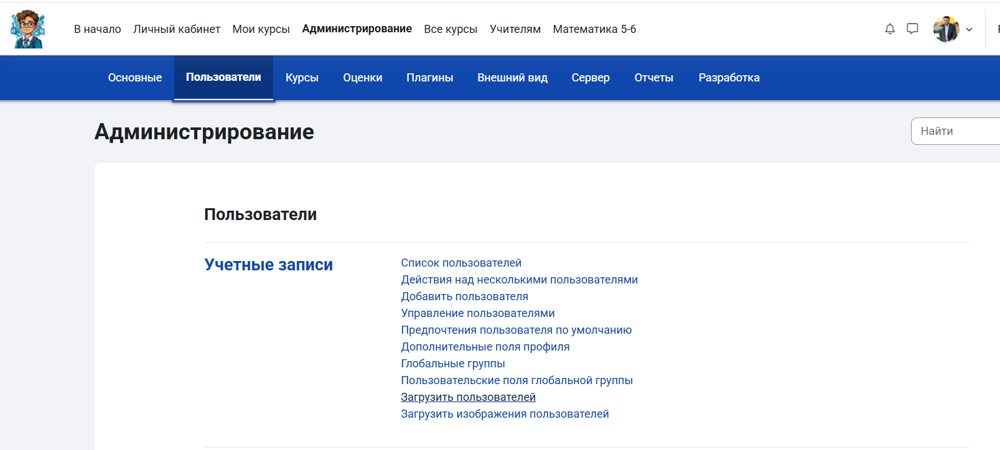 В начало Личный кабинет Мои курсы Администрирование Все курсы Учителям Математика 5-6
Основные Пользователи Курсы Оценки Плагины Внешний вид Сервер Отчеты Разработка
Администрирование
Найти
Пользователи
Учетные записи
Список пользователей
Действия над несколькими пользователями
Добавить пользователя
Управление пользователями
Предпочтения пользователя по умолчанию
Дополнительные поля профиля
Глобальные группы
Пользовательские поля глобальной группы
Загрузить пользователей
Загрузить изображения пользователей